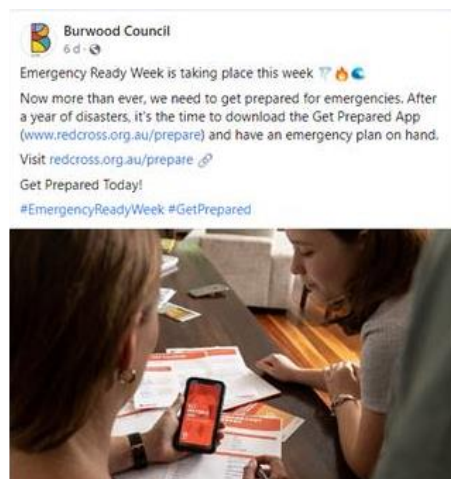 Burwood Council
6 d ·
Emergency Ready Week is taking place this week 🌪️🔥🌊
Now more than ever, we need to get prepared for emergencies. After
a year of disasters, it's the time to download the Get Prepared App
(www.redcross.org.au/prepare) and have an emergency plan on hand.
Visit redcross.org.au/prepare 🔗
Get Prepared Today!
#EmergencyReadyWeek #GetPrepared